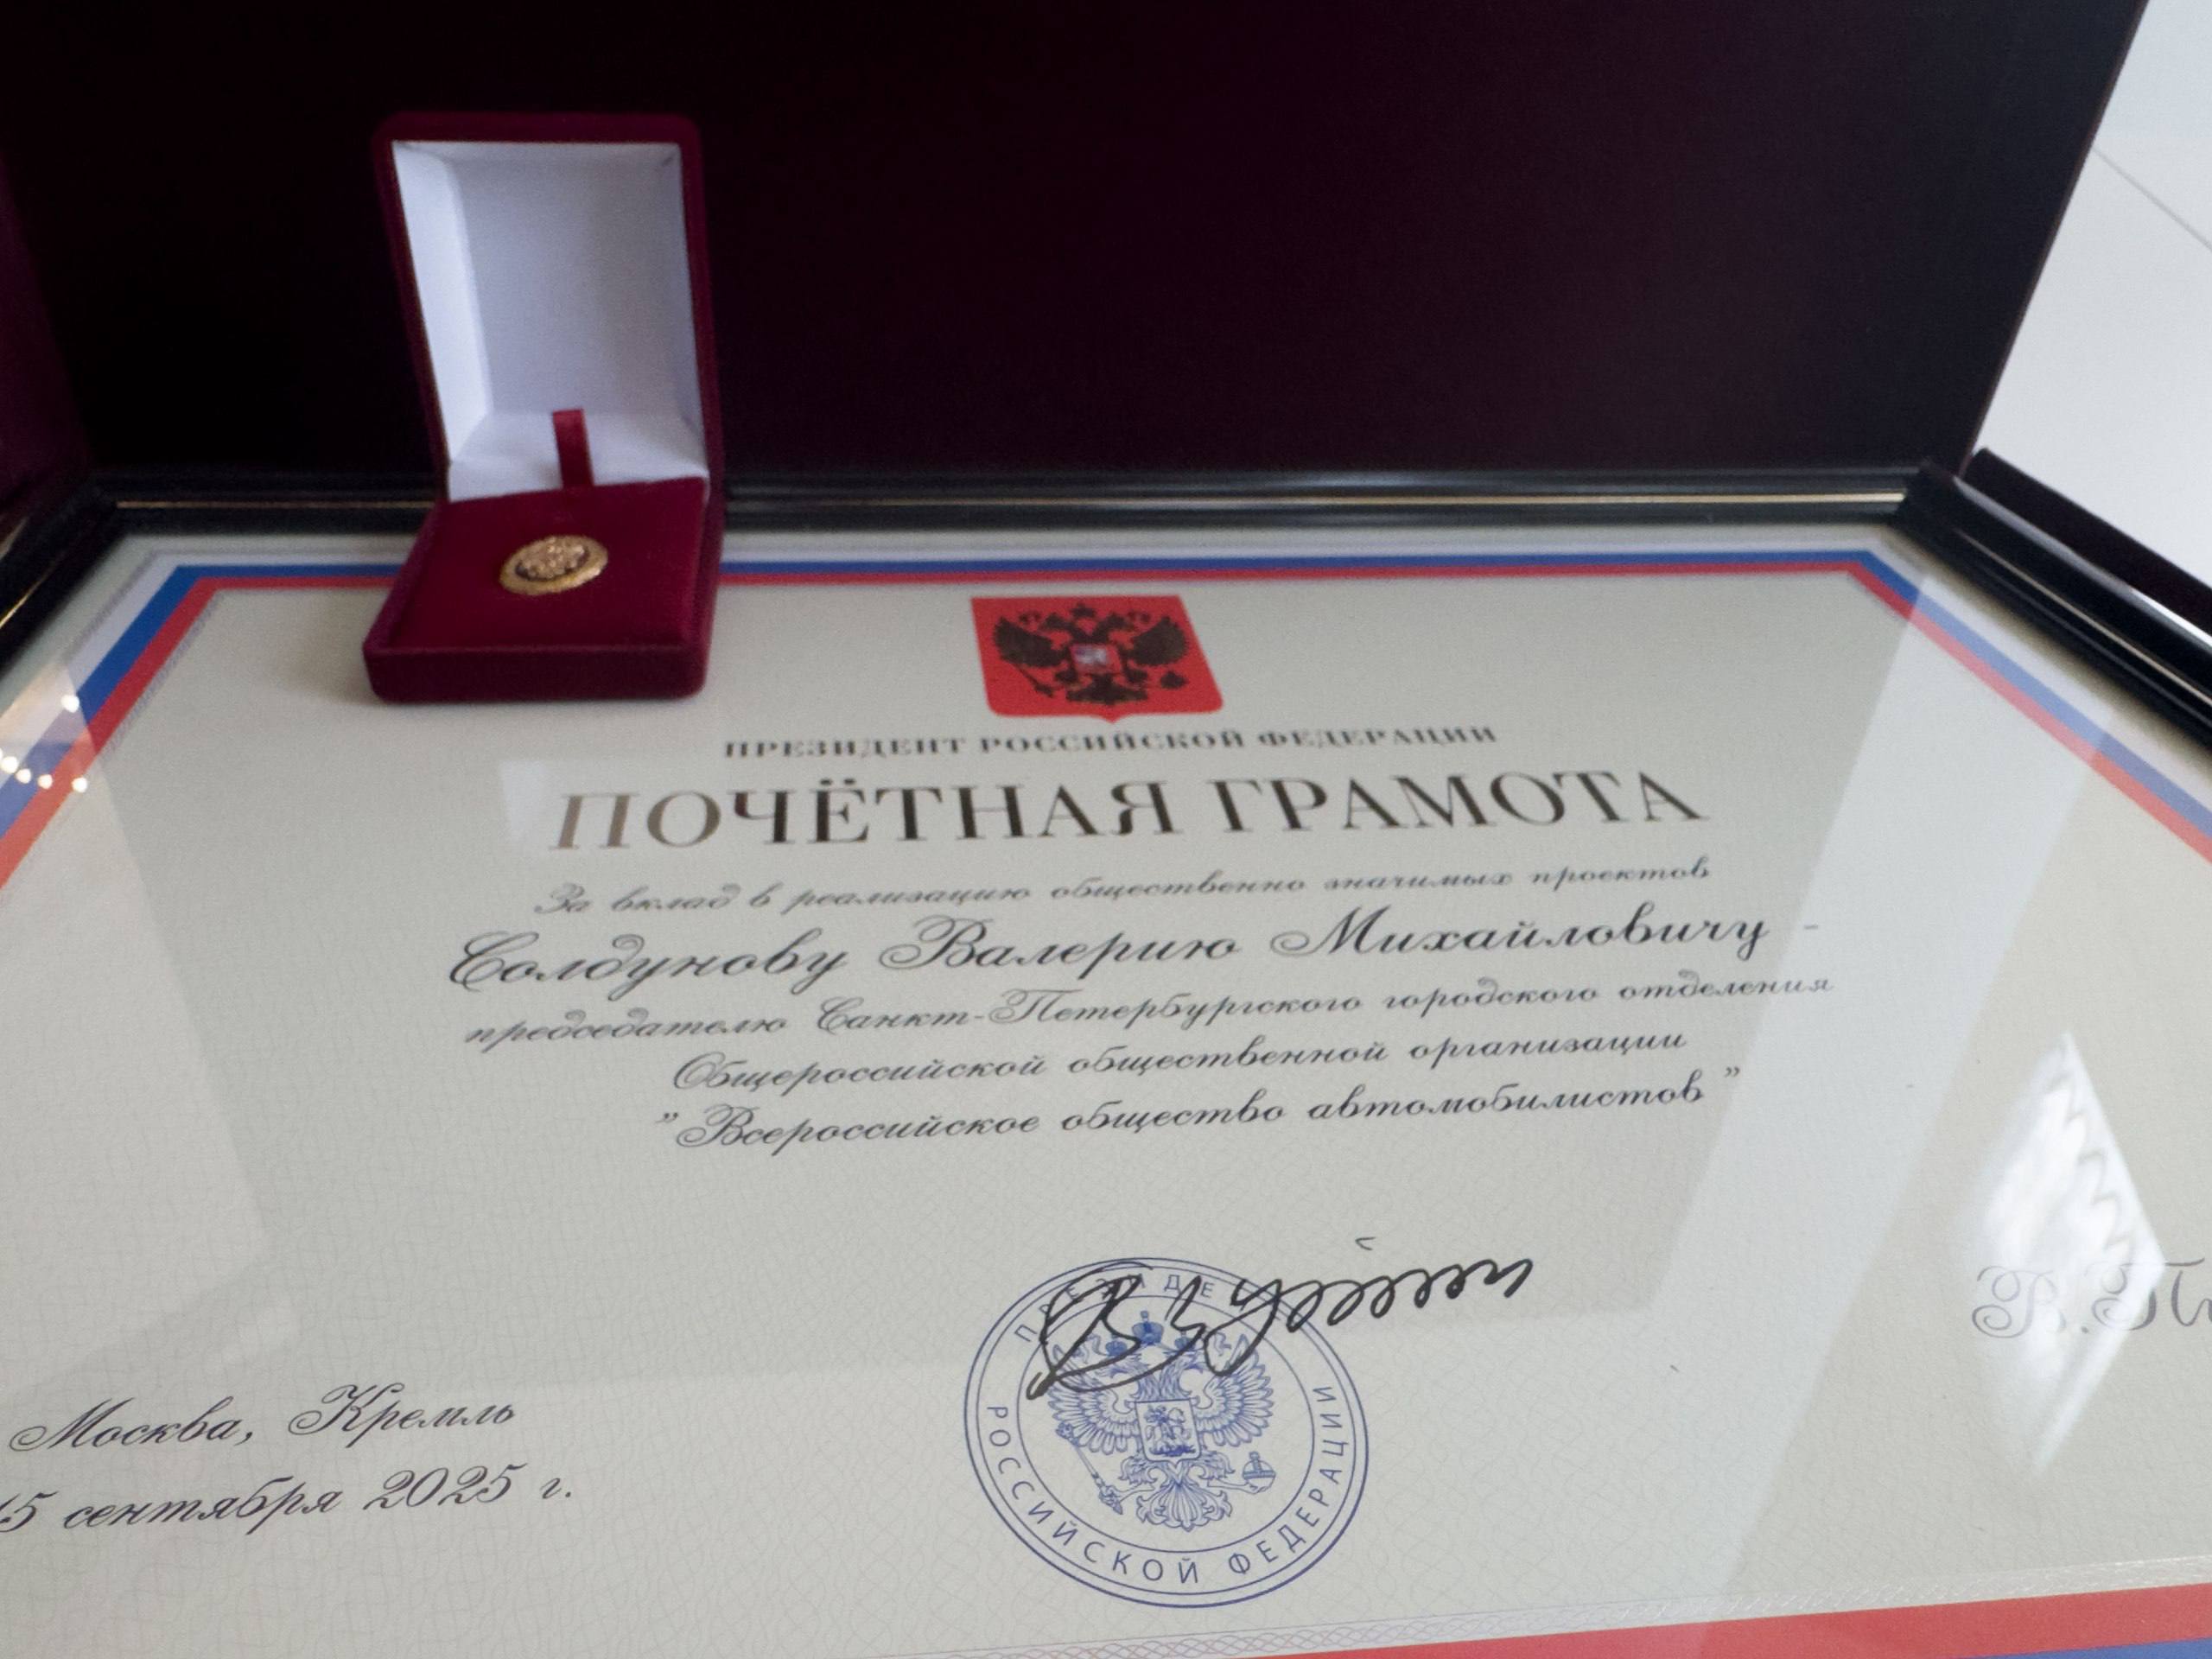 ПРЕЗИДЕНТ РОССИЙСКОЙ ФЕДЕРАЦИИ
ПОЧЁТНАЯ ГРАМОТА
За вклад в реализацию общественно значимых проектов
Солдунову Валерию Михайловичу -
председателю Санкт-Петербургского городского отделения
Общероссийской общественной организации
"Всероссийское общество автомобилистов"
РОССИЙСКОЙ ФЕДЕРАЦИИ
Москва, Кремль
15 сентября 2025 г.